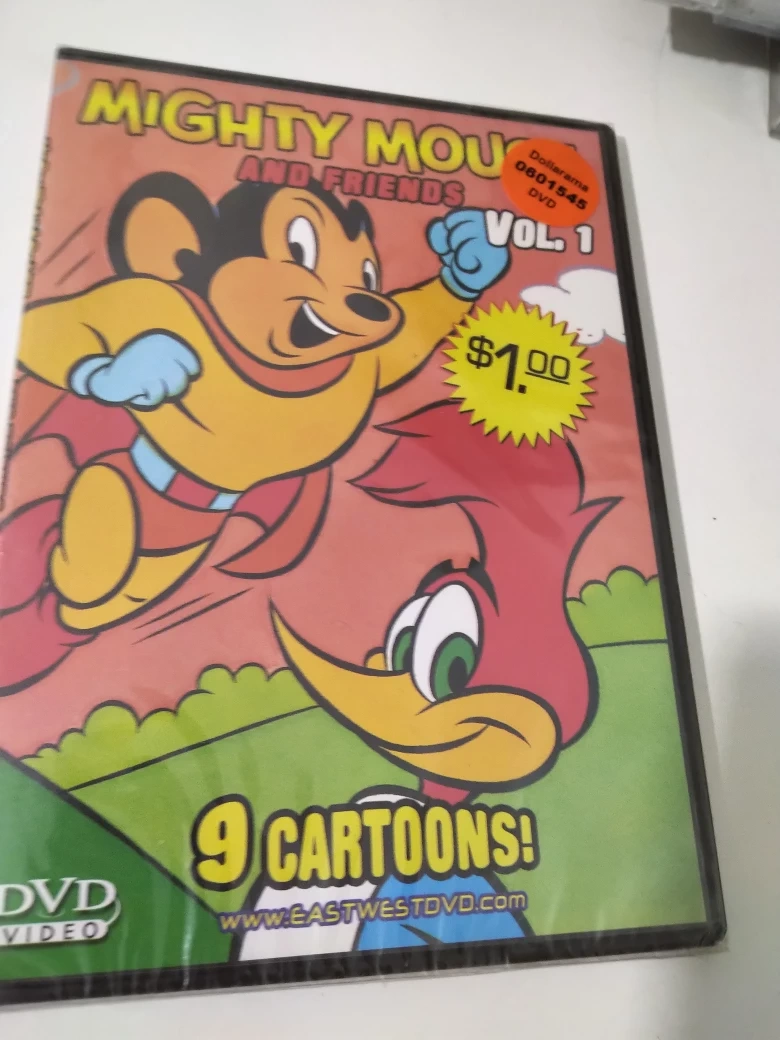 MIGHTY MOUS
AND FRIENDS
Dollarama
0601545
DVD
VOL. 1
$1.00
9 CARTOONS!
www.EASTWESTDVD.com
DVD
VIDEO